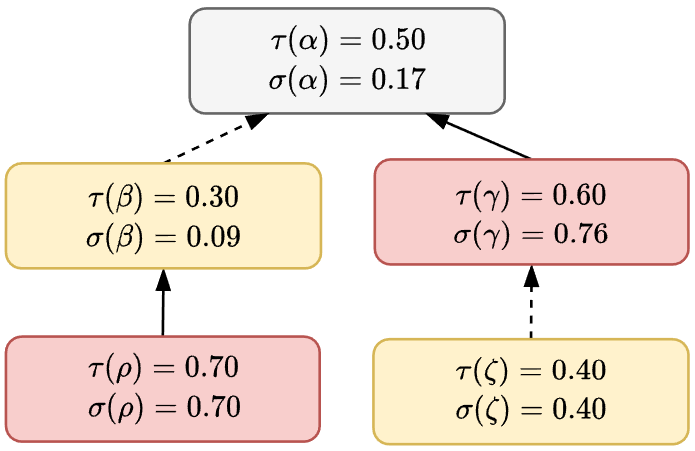 τ(α) = 0.50
σ(α) = 0.17
τ(β) = 0.30
σ(β) = 0.09
τ(γ) = 0.60
σ(γ) = 0.76
τ(ρ) = 0.70
σ(ρ) = 0.70
τ(ζ) = 0.40
σ(ζ) = 0.40